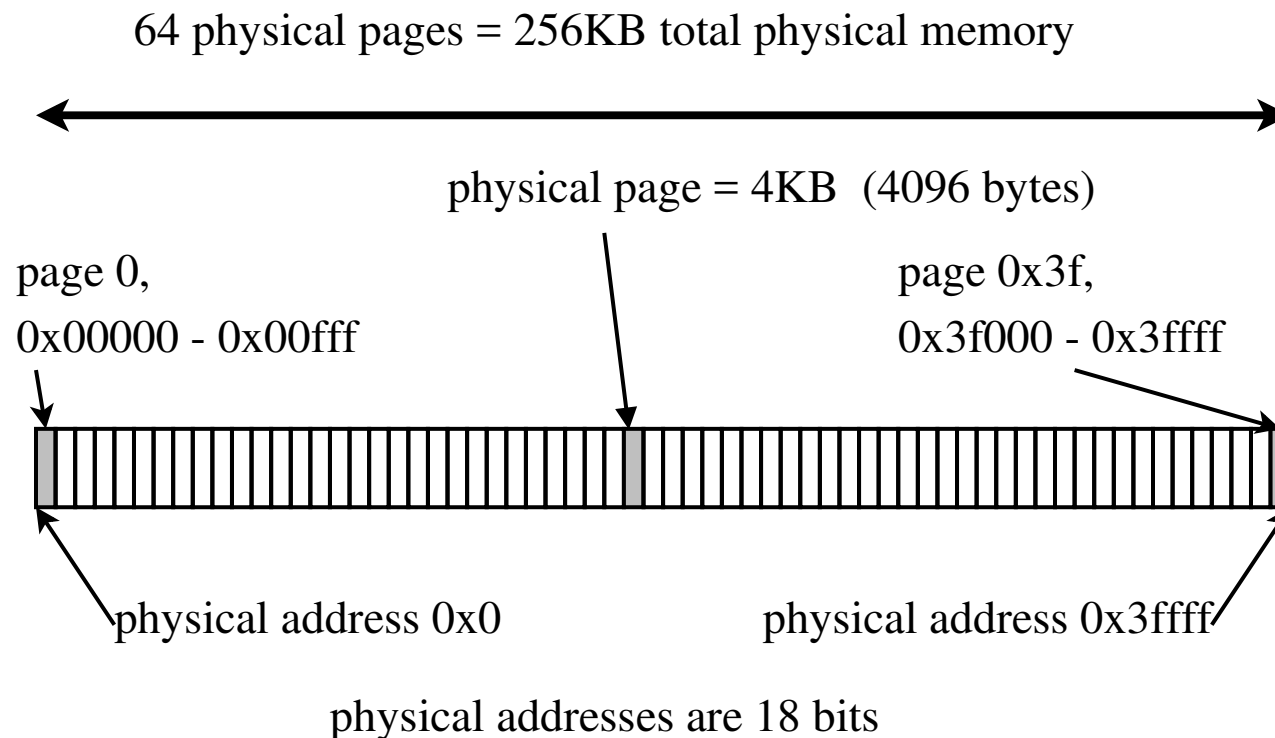 64 physical pages = 256KB total physical memory
physical page = 4KB (4096 bytes)
page 0,
0x00000 - 0x00fff
page 0x3f,
0x3f000 - 0x3ffff
physical address 0x0
physical address 0x3ffff
physical addresses are 18 bits